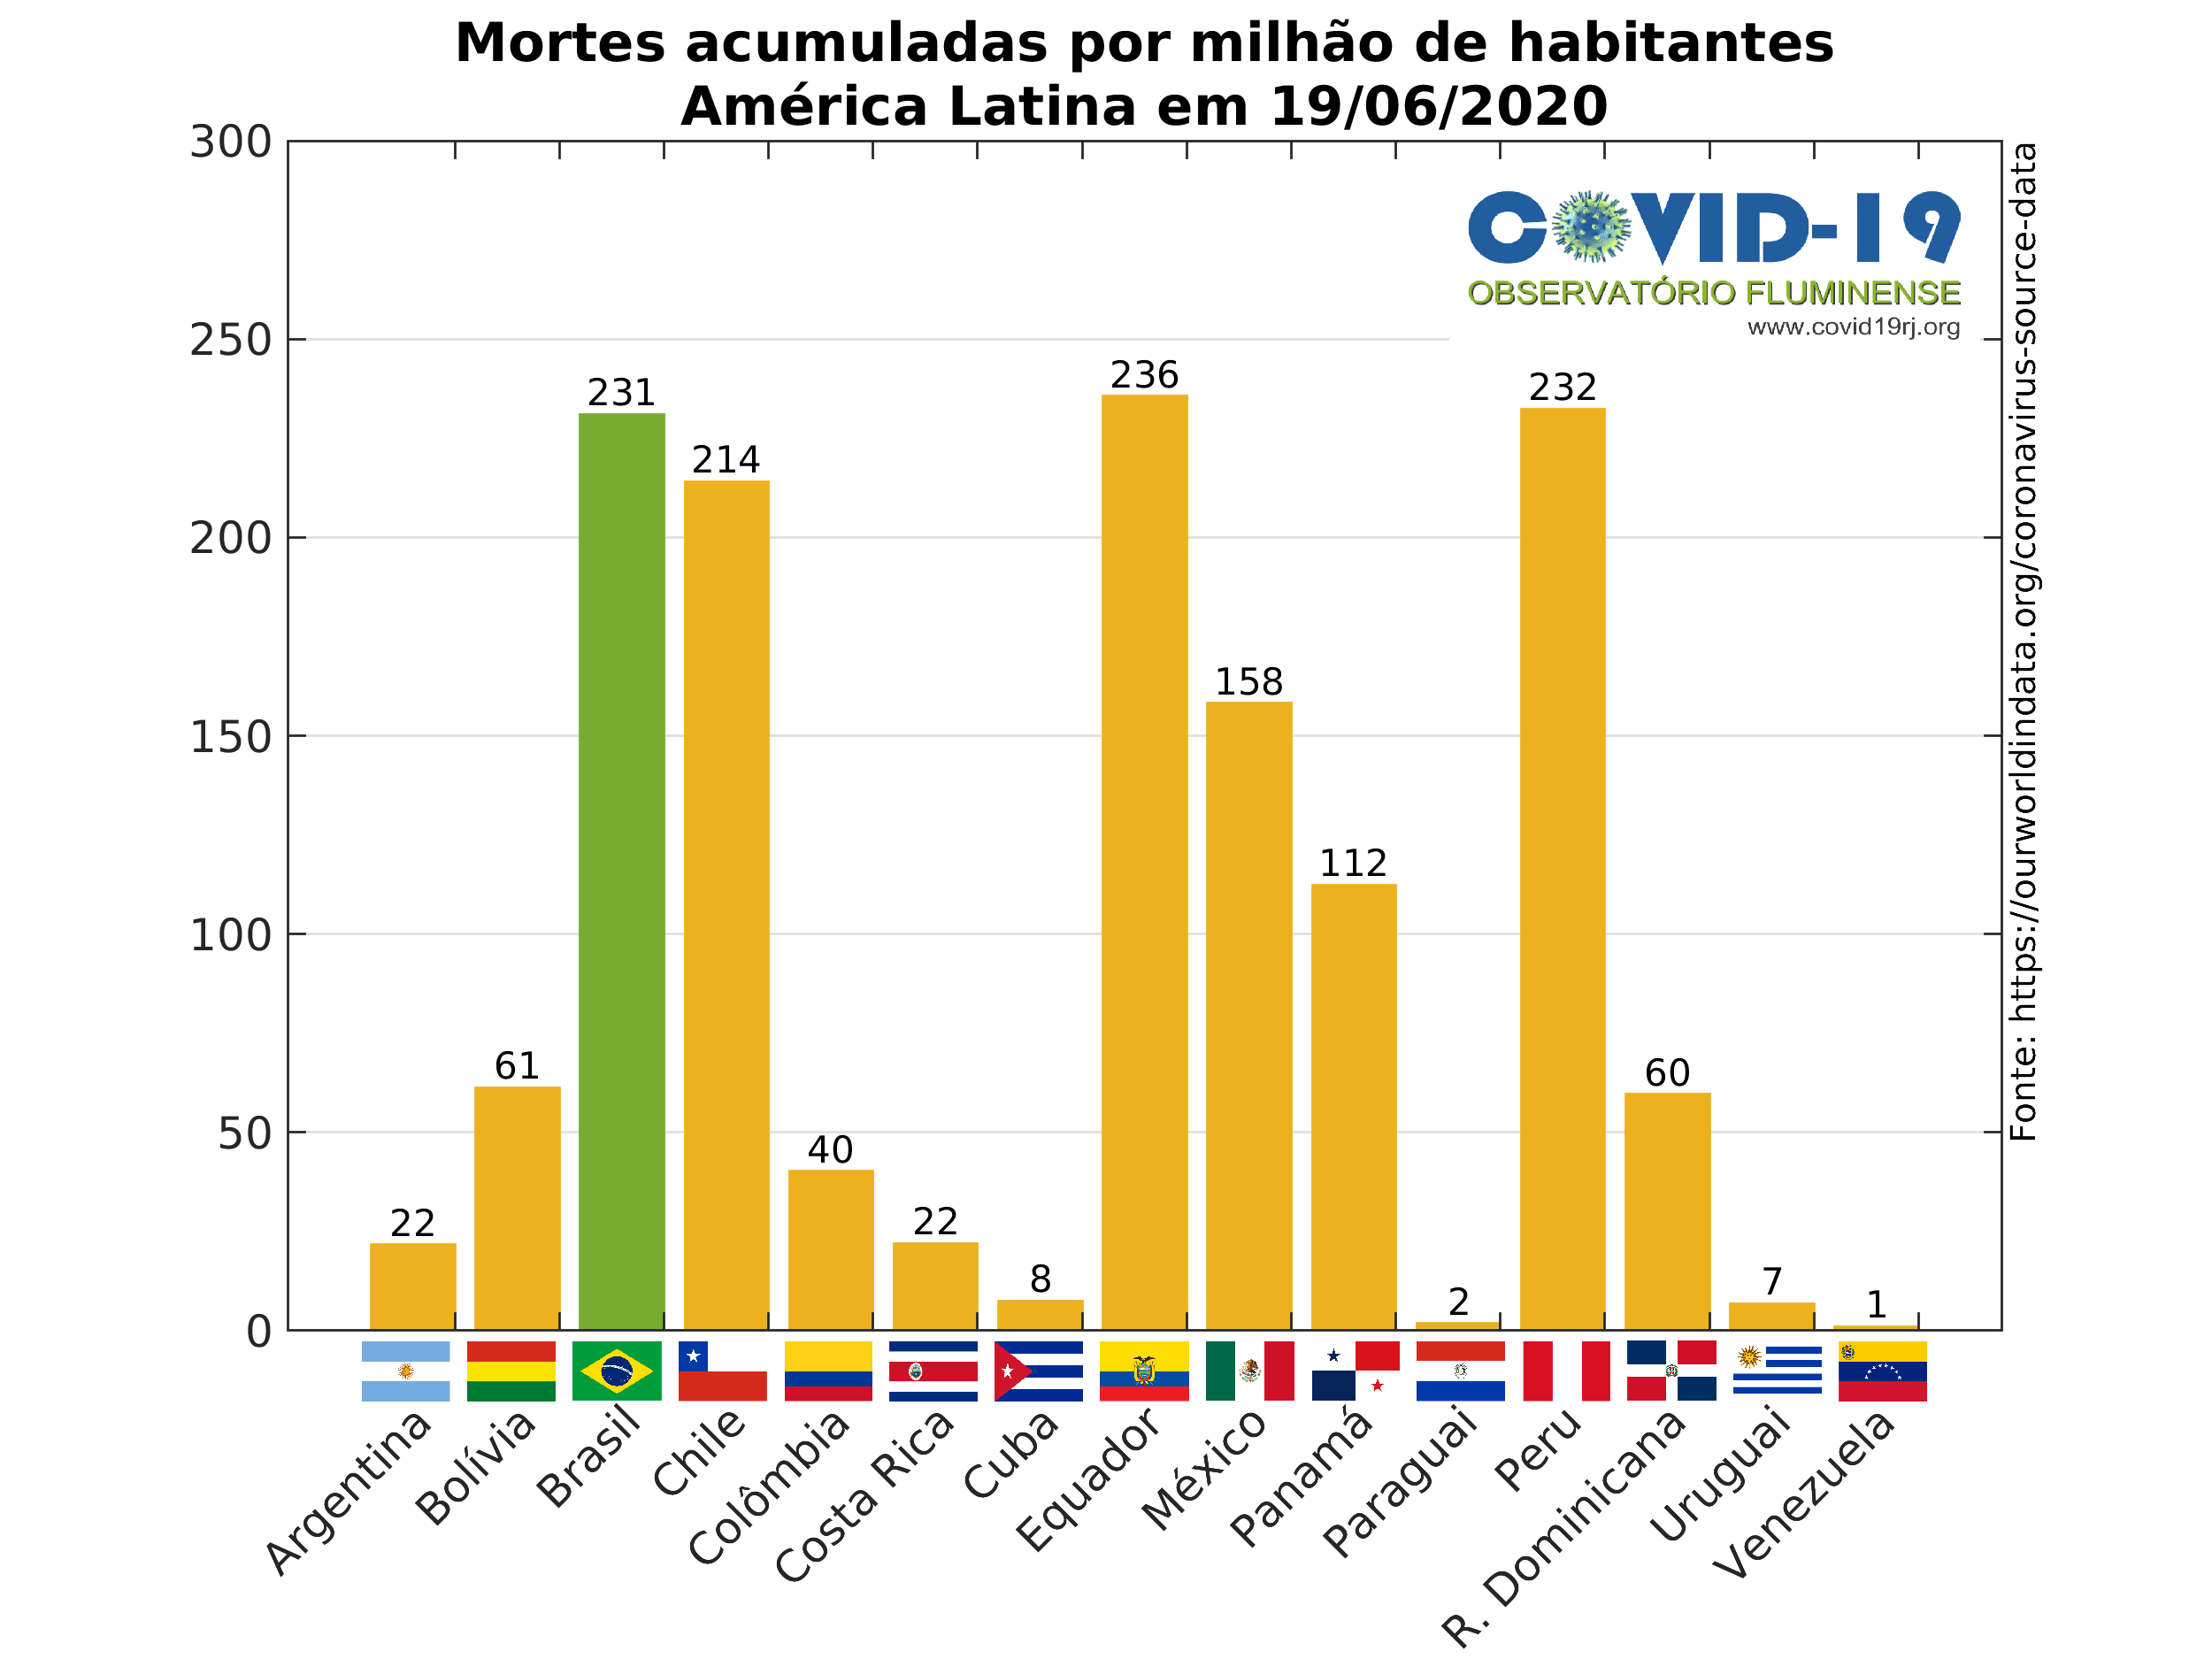 Mortes acumuladas por milhão de habitantes
América Latina em 19/06/2020
300
250
200
150
100
50
0
COVID-19
OBSERVATÓRIO FLUMINENSE
www.covid19rj.org
22
61
231
214
40
22
8
236
158
112
2
232
60
7
1
Argentina
Bolívia
Brasil
Chile
Colômbia
Costa Rica
Cuba
Equador
México
Panamá
Paraguai
Peru
R. Dominicana
Uruguai
Venezuela
Fonte: https://ourworldindata.org/coronavirus-source-data